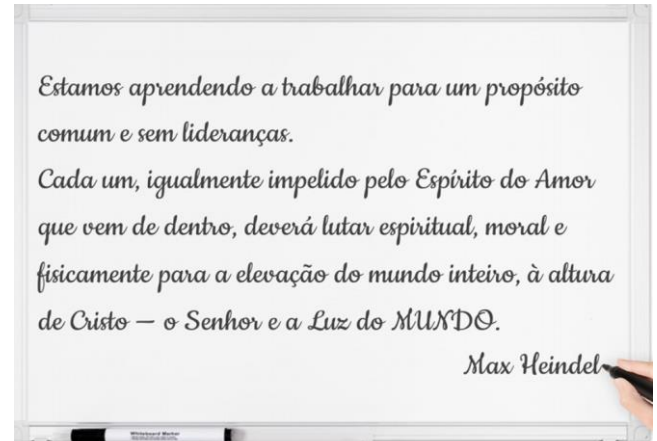 Estamos aprendendo a trabalhar para um propósito
comum e sem lideranças.
Cada um, igualmente impelido pelo Espírito do Amor
que vem de dentro, deverá lutar espiritual, moral e
fisicamente para a elevação do mundo inteiro, à altura
de Cristo – o Senhor e a Luz do MUNDO.
Max Heindel
Whiteboard Marker